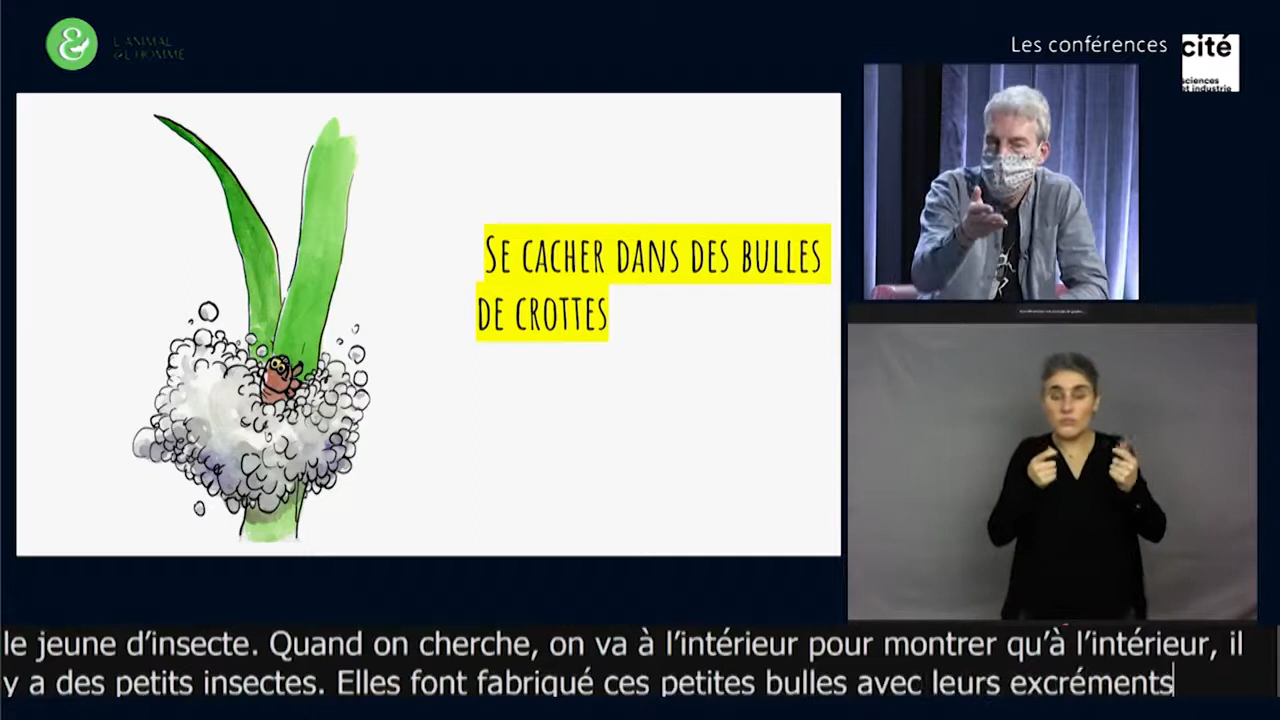 &
L'ANIMAL
& L'HOMME
Les conférences
cité
sciences
et industrie
SE CACHER DANS DES BULLES
DE CROTTES
le jeune d'insecte. Quand on cherche, on va à l'intérieur pour montrer qu'à l'intérieur, il
y a des petits insectes. Elles font fabriqué ces petites bulles avec leurs excréments